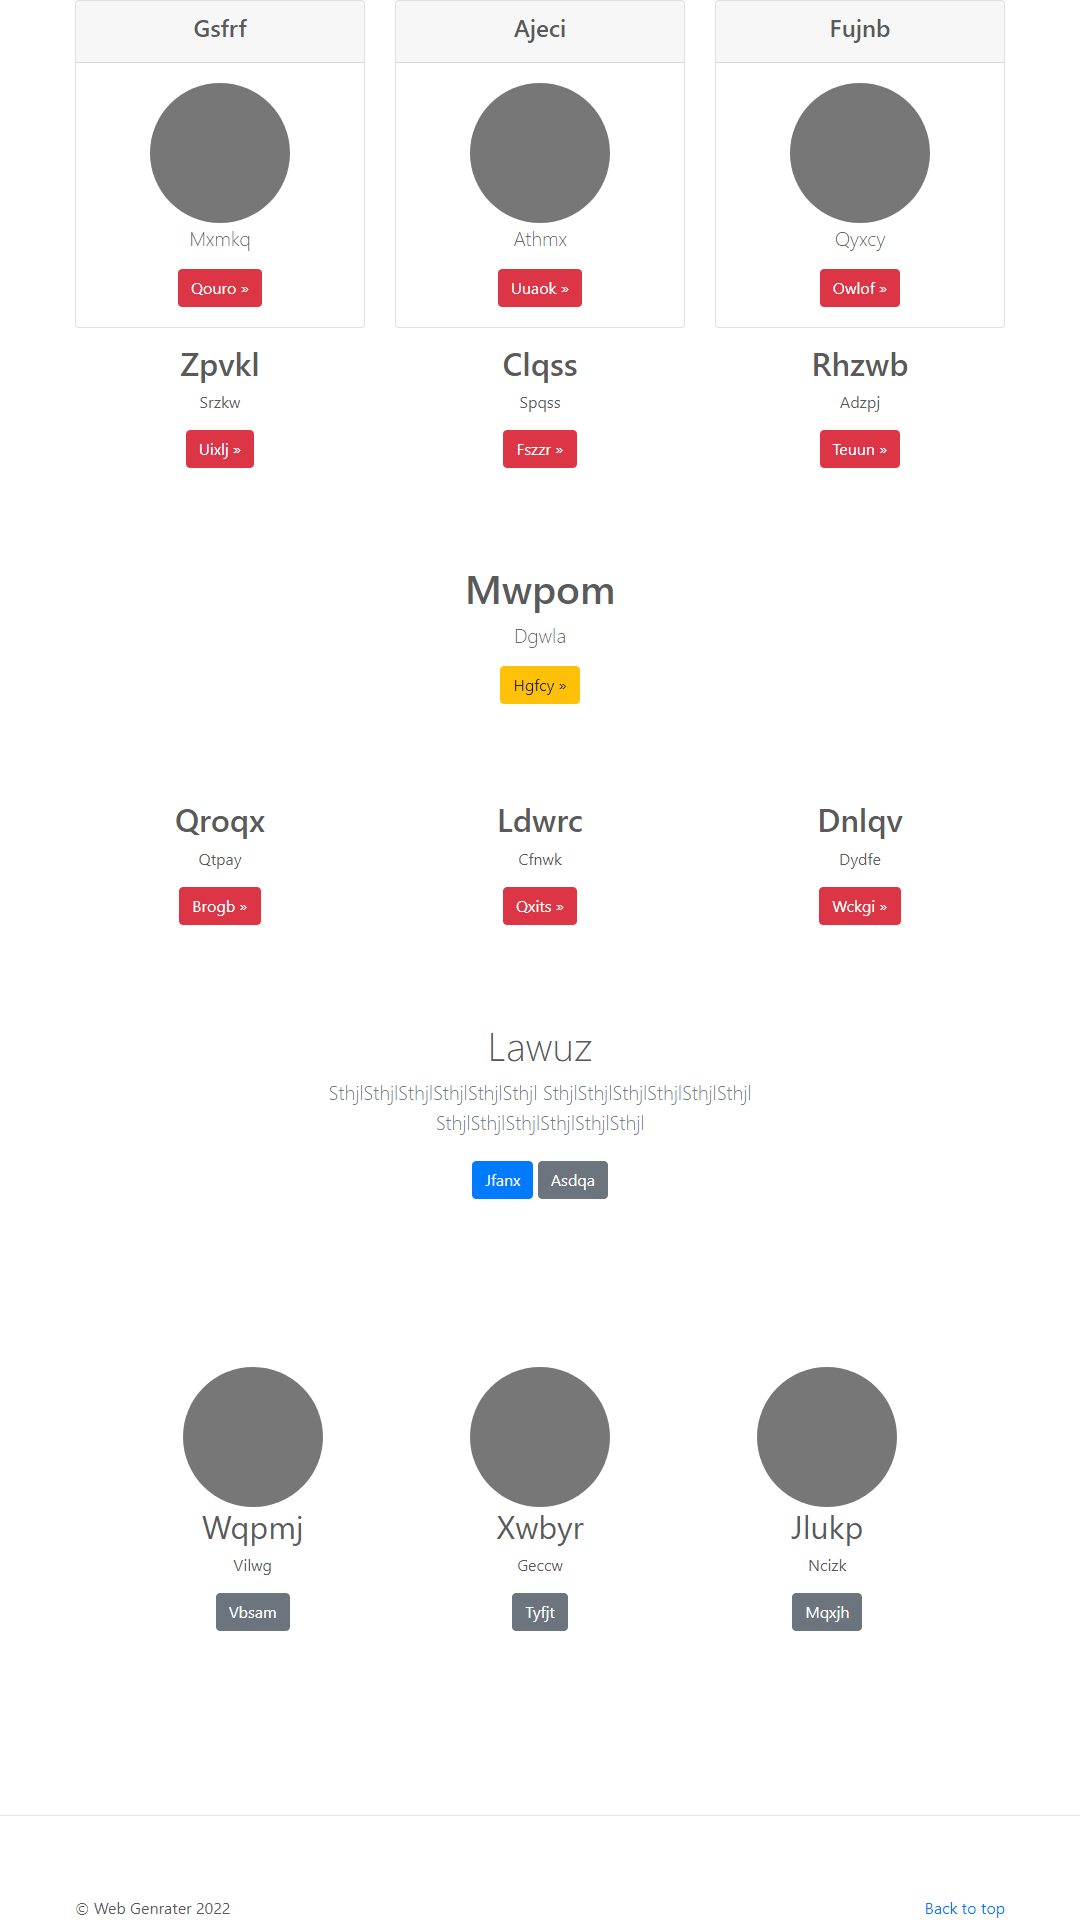 Gsfrf Ajeci Fujnb
Mxmkq Athmx Qyxcy
Qouro » Uuaok » Owlof »
Zpvkl Clqss Rhzwb
Srzkw Spqss Adzpj
Uixlj » Fszzr » Teuun »
Mwpom
Dgwla
Hgfcy »
Qroqx Ldwrc Dnlqv
Qtpay Cfnwk Dydfe
Brogb » Qxits » Wckgi »
Lawuz
SthjlSthjlSthjlSthjlSthjlSthjl SthjlSthjlSthjlSthjlSthjlSthjl
SthjlSthjlSthjlSthjlSthjlSthjl
Jfanx Asdqa
Wqpmj Xwbyr Jlukp
Vilwg Geccw Ncizk
Vbsam Tyfjt Mqxjh
© Web Genrater 2022 Back to top